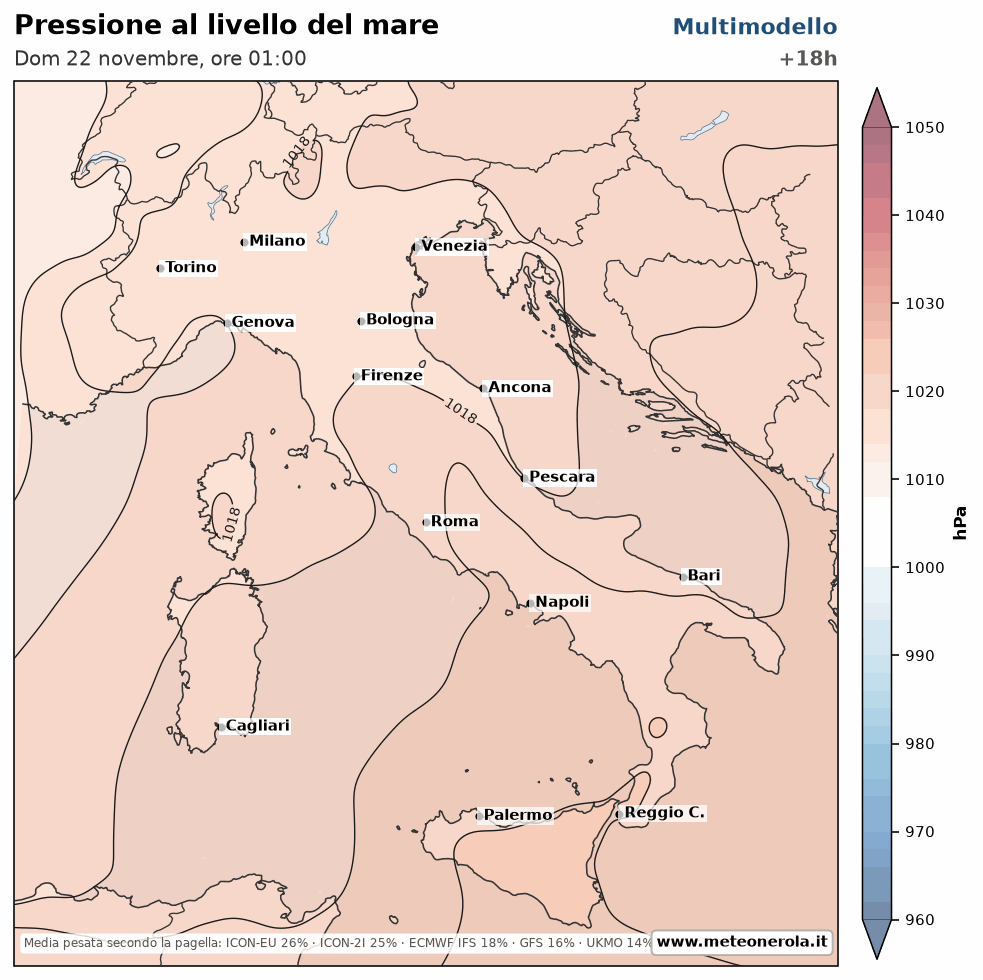 Pressione al livello del mare
Multimodello
Dom 22 novembre, ore 01:00
+18h
1018
Milano
Venezia
Torino
Genova
Bologna
Firenze
Ancona
1018
Pescara
1018
Roma
Bari
Napoli
Cagliari
Palermo
Reggio C.
1050
1040
1030
1020
1010
1000
990
980
970
960
hPa
Media pesata secondo la pagella: ICON-EU 26% · ICON-2I 25% · ECMWF IFS 18% · GFS 16% · UKMO 14%
www.meteonerola.it